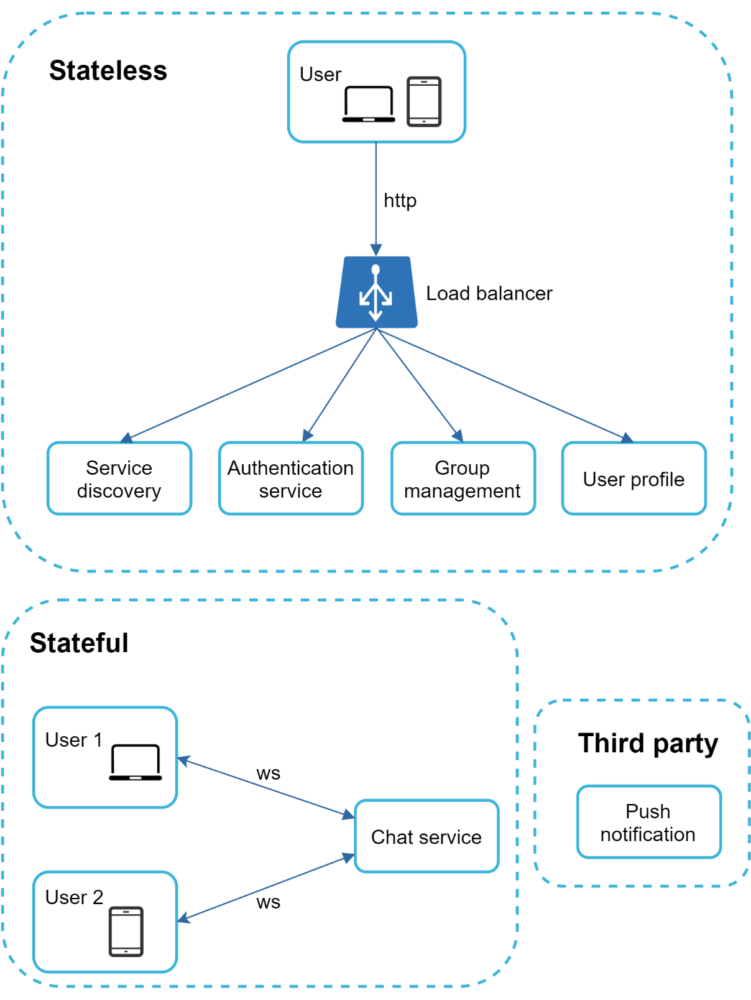 Stateless
User
http
Load balancer
Service
discovery
Authentication
service
Group
management
User profile
Stateful
User 1
ws
Chat service
User 2
ws
Third party
Push
notification